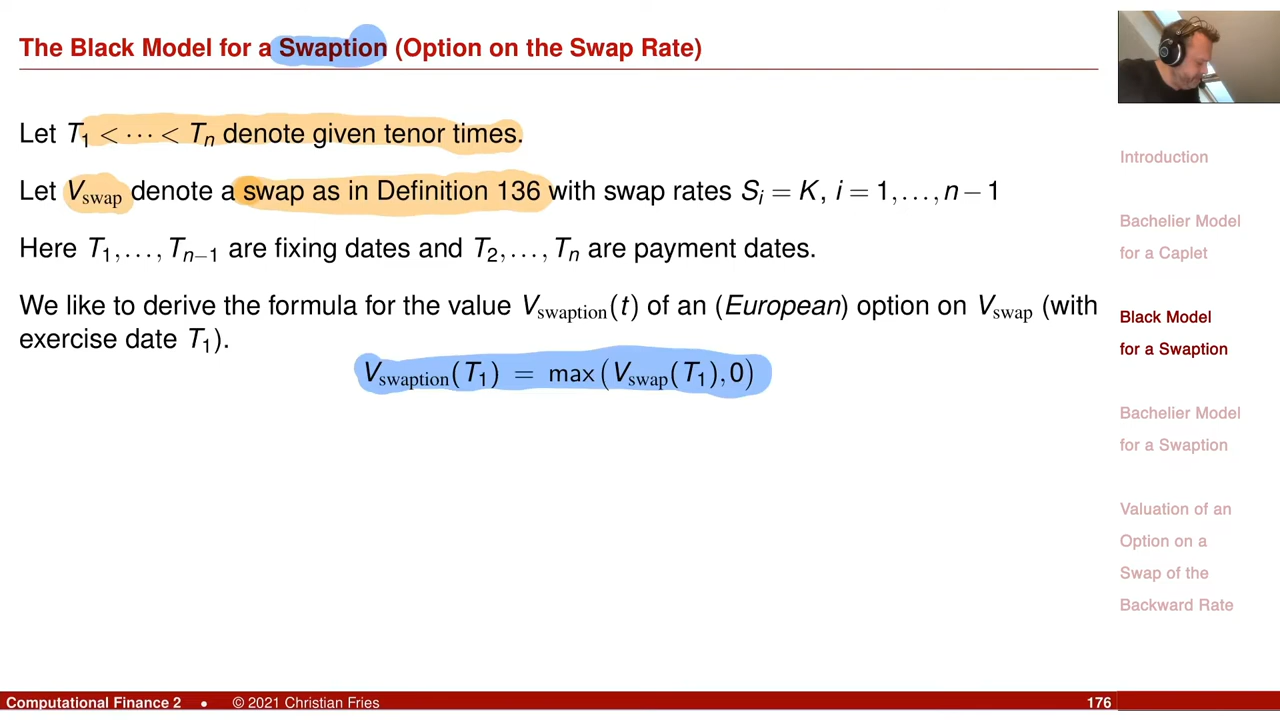 The Black Model for a Swaption (Option on the Swap Rate)
Let T₁ < ⋯ < Tₙ denote given tenor times.
Let V_swap denote a swap as in Definition 136 with swap rates Sᵢ = K, i = 1,…,n − 1
Here T₁,…,Tₙ₋₁ are fixing dates and T₂,…,Tₙ are payment dates.
We like to derive the formula for the value V_swaption(t) of an (European) option on V_swap (with
exercise date T₁).
V_swaption(T₁) = max(V_swap(T₁),0)
Introduction
Bachelier Model
for a Caplet
Black Model
for a Swaption
Bachelier Model
for a Swaption
Valuation of an
Option on a
Swap of the
Backward Rate
Computational Finance 2 • © 2021 Christian Fries 176